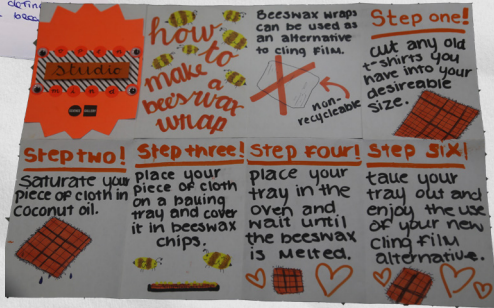 studio
how
to
make a
beeswax
wrap
Beeswax wraps
can be used as
an alternative
to cling film.
non-
recycleable
Step one!
cut any old
t-shirts you
have into your
desireable
size.
Step two!
Saturate your
piece of cloth in
coconut oil.
Step three!
place your
piece of cloth
on a baking
tray and cover
it in beeswax
chips.
Step four!
place your
tray in the
oven and
wait until
the beeswax
is melted.
Step six!
take your
tray out and
enjoy the use
of your new
cling film
alternative.